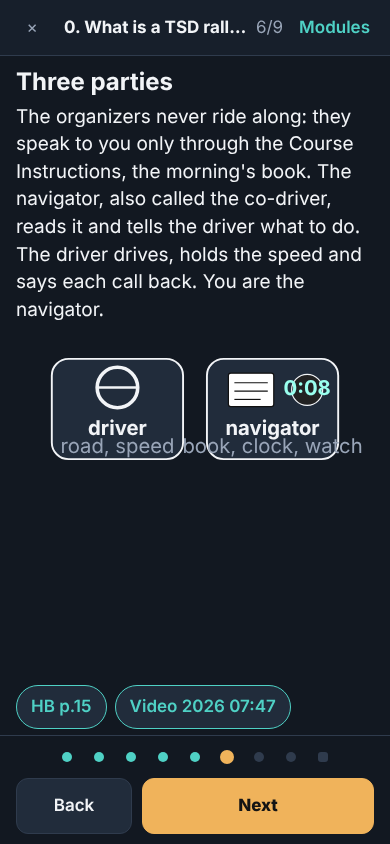 ×
0. What is a TSD rall... 6/9 Modules
Three parties
The organizers never ride along: they
speak to you only through the Course
Instructions, the morning's book. The
navigator, also called the co-driver,
reads it and tells the driver what to do.
The driver drives, holds the speed and
says each call back. You are the
navigator.
0:08
driver navigator
road, speed book, clock, watch
HB p.15 Video 2026 07:47
Back Next